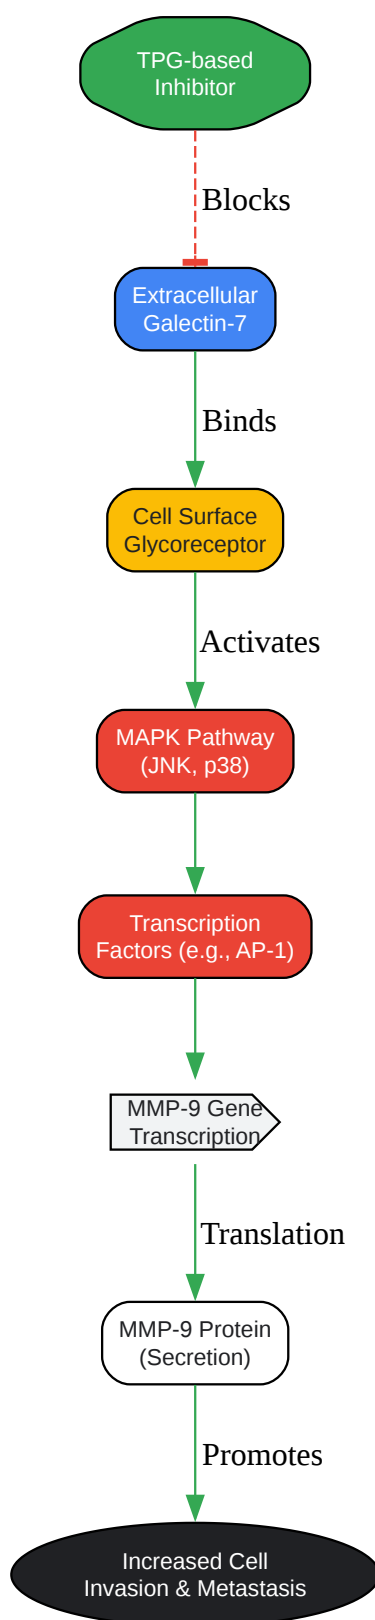 TPG-based
Inhibitor
Blocks
Extracellular
Galectin-7
Binds
Cell Surface
Glycoreceptor
Activates
MAPK Pathway
(JNK, p38)
Transcription
Factors (e.g., AP-1)
MMP-9 Gene
Transcription
Translation
MMP-9 Protein
(Secretion)
Promotes
Increased Cell
Invasion & Metastasis